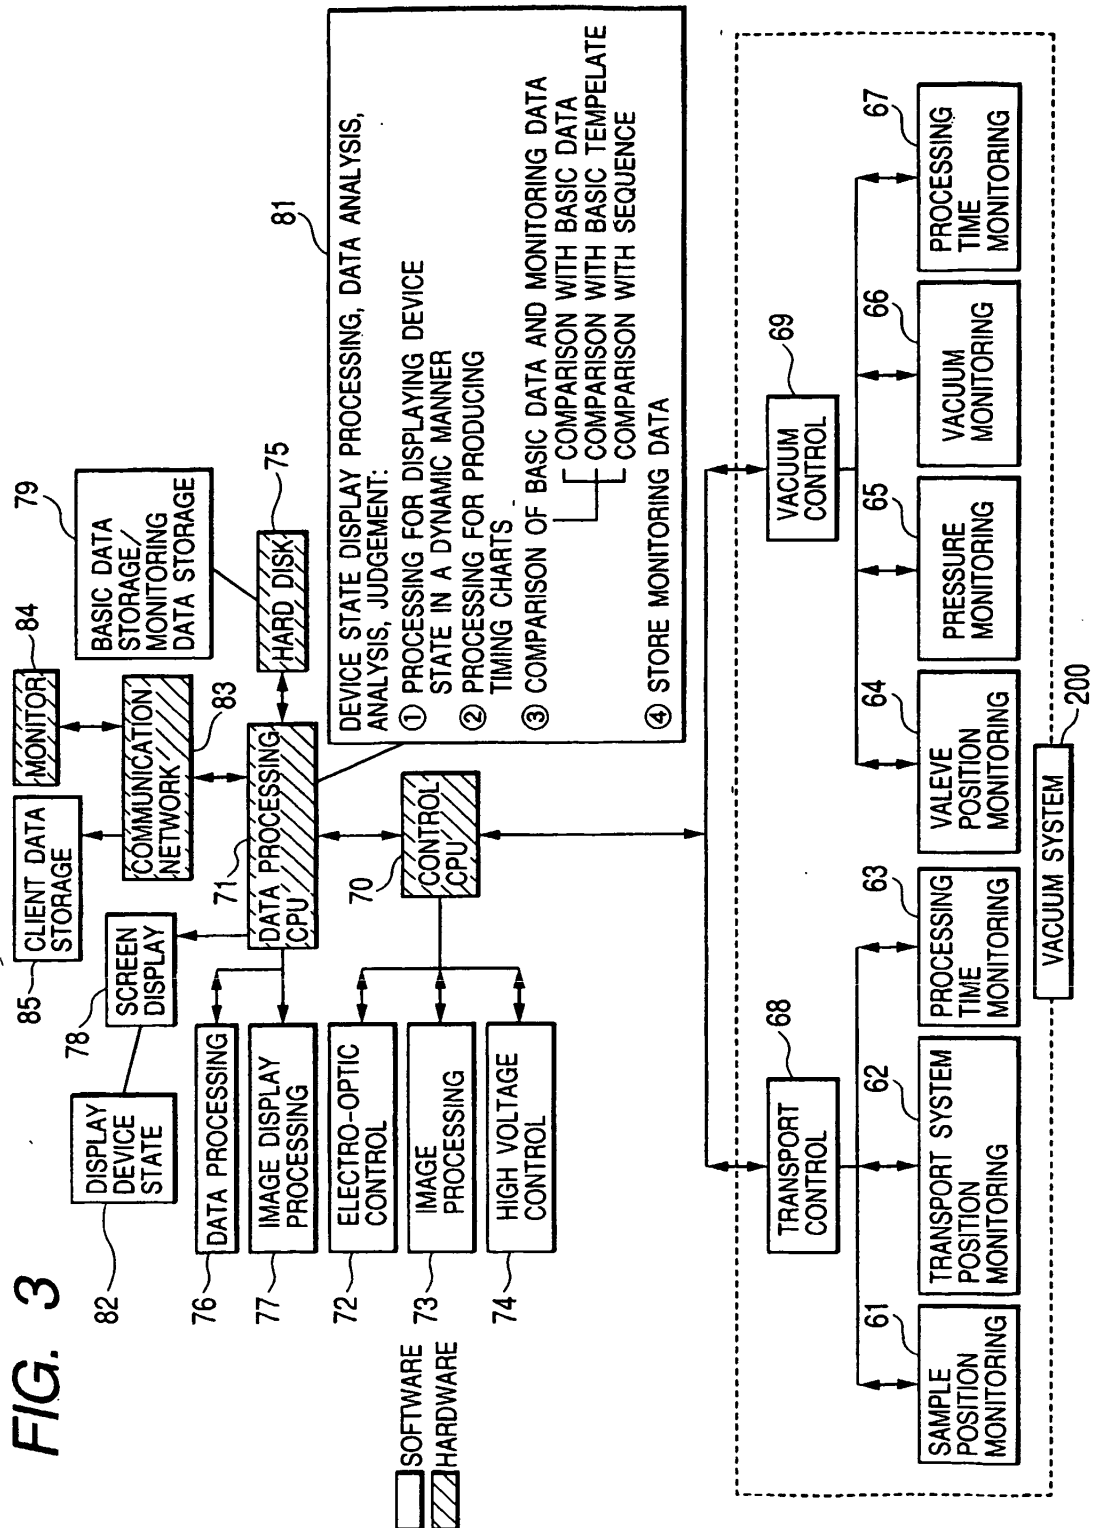 FIG. 3
SOFTWARE
HARDWARE
82
DISPLAY
DEVICE
STATE
78
SCREEN
DISPLAY
85
CLIENT DATA
STORAGE
MONITOR
84
COMMUNICATION
NETWORK
83
79
BASIC DATA
STORAGE/
MONITORING
DATA STORAGE
HARD DISK
75
71
DATA PROCESSING
CPU
76
DATA PROCESSING
77
IMAGE DISPLAY
PROCESSING
72
ELECTRO-OPTIC
CONTROL
73
IMAGE
PROCESSING
74
HIGH VOLTAGE
CONTROL
70
CONTROL
CPU
81
DEVICE STATE DISPLAY PROCESSING, DATA ANALYSIS,
ANALYSIS, JUDGEMENT:
① PROCESSING FOR DISPLAYING DEVICE
STATE IN A DYNAMIC MANNER
② PROCESSING FOR PRODUCING
TIMING CHARTS
③ COMPARISON OF BASIC DATA AND MONITORING DATA
COMPARISON WITH BASIC DATA
COMPARISON WITH BASIC TEMPELATE
COMPARISON WITH SEQUENCE
④ STORE MONITORING DATA
TRANSPORT
CONTROL
68
VACUUM
CONTROL
69
61
SAMPLE
POSITION
MONITORING
62
TRANSPORT SYSTEM
POSITION
MONITORING
63
PROCESSING
TIME
MONITORING
64
VALEVE
POSITION
MONITORING
65
PRESSURE
MONITORING
66
VACUUM
MONITORING
67
PROCESSING
TIME
MONITORING
VACUUM SYSTEM
200